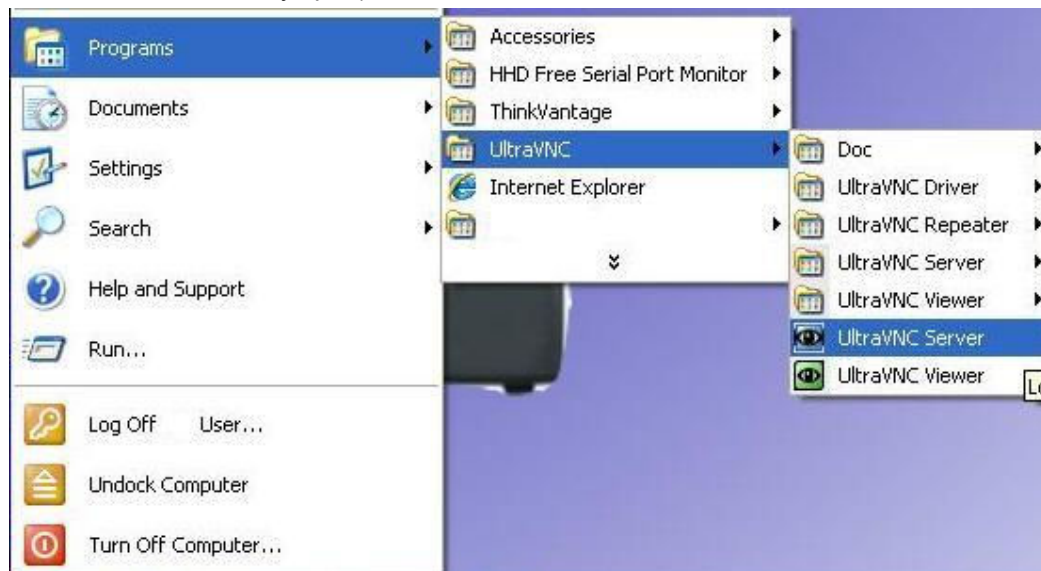 Programs
Documents
Settings
Search
Help and Support
Run...
Log Off User...
Undock Computer
Turn Off Computer...
Accessories
HHD Free Serial Port Monitor
ThinkVantage
UltraVNC
Internet Explorer
Doc
UltraVNC Driver
UltraVNC Repeater
UltraVNC Server
UltraVNC Viewer
UltraVNC Server
UltraVNC Viewer